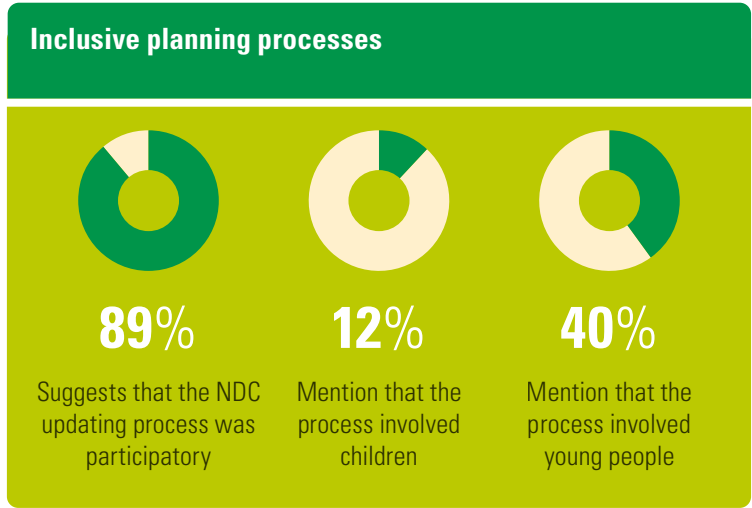 Inclusive planning processes
89%
Suggests that the NDC
updating process was
participatory
12%
Mention that the
process involved
children
40%
Mention that the
process involved
young people